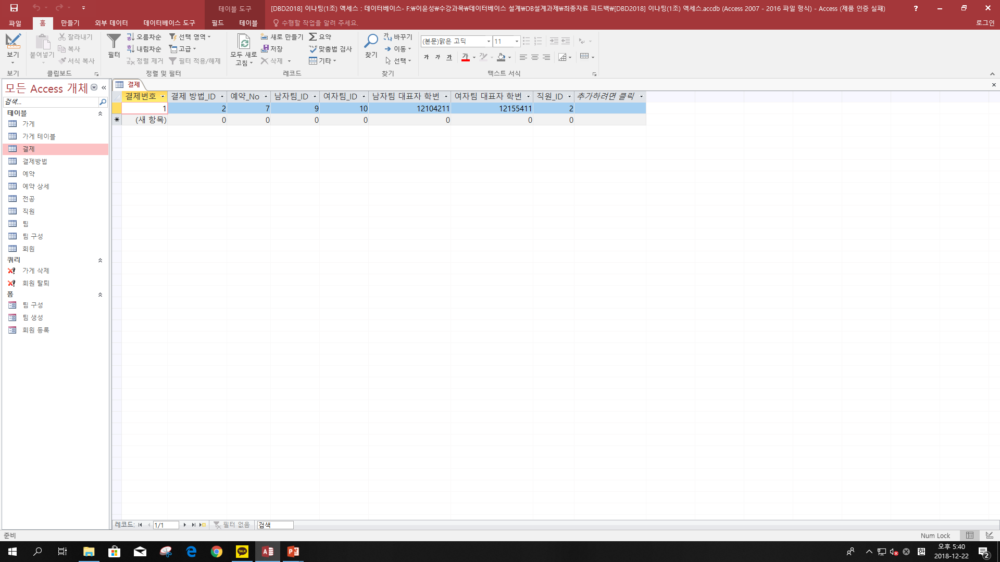 테이블 도구
[DBD2018] 이나팅(1조) 액세스 : 데이터베이스- F:₩이윤성₩수강과목₩데이터베이스 설계₩DB설계과제₩최종자료 피드백₩[DBD2018] 이나팅(1조) 액세스.accdb (Access 2007 - 2016 파일 형식) - Access (제품 인증 실패)
?
파일 홈 만들기 외부 데이터 데이터베이스 도구 필드 테이블 수행할 작업을 알려 주세요.
로그인
보기
보기
붙여넣기
잘라내기
복사
서식 복사
클립보드
필터
오름차순
내림차순
정렬 제거
선택 영역
고급
필터 적용/해제
정렬 및 필터
모두 새로
고침
새로 만들기
저장
삭제
요약
맞춤법 검사
기타
레코드
찾기
바꾸기
이동
선택
찾기
(본문)맑은 고딕 11
가 가 가 가
텍스트 서식
모든 Access 개체
검색...
테이블
가게
가게 테이블
결제
결제방법
예약
예약 상세
전공
직원
팀
팀 구성
회원
쿼리
가게 삭제
회원 탈퇴
폼
팀 구성
팀 생성
회원 등록
결제
결제번호 결제 방법_ID 예약_No 남자팀_ID 여자팀_ID 남자팀 대표자 학번 여자팀 대표자 학번 직원_ID 추가하려면 클릭
1 2 7 9 10 12104211 12155411 2
(새 항목) 0 0 0 0 0 0 0
레코드: 1/1 필터 없음 검색
준비
Num Lock
TALK
한
오후 5:40
2018-12-22
2